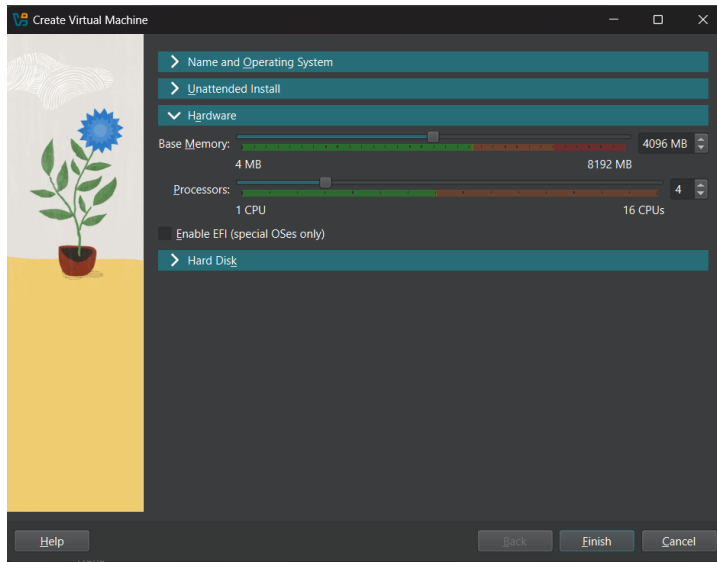 Create Virtual Machine
Name and Operating System
Unattended Install
Hardware
Base Memory: 4096 MB
4 MB 8192 MB
Processors: 4
1 CPU 16 CPUs
Enable EFI (special OSes only)
Hard Disk
Help Back Finish Cancel